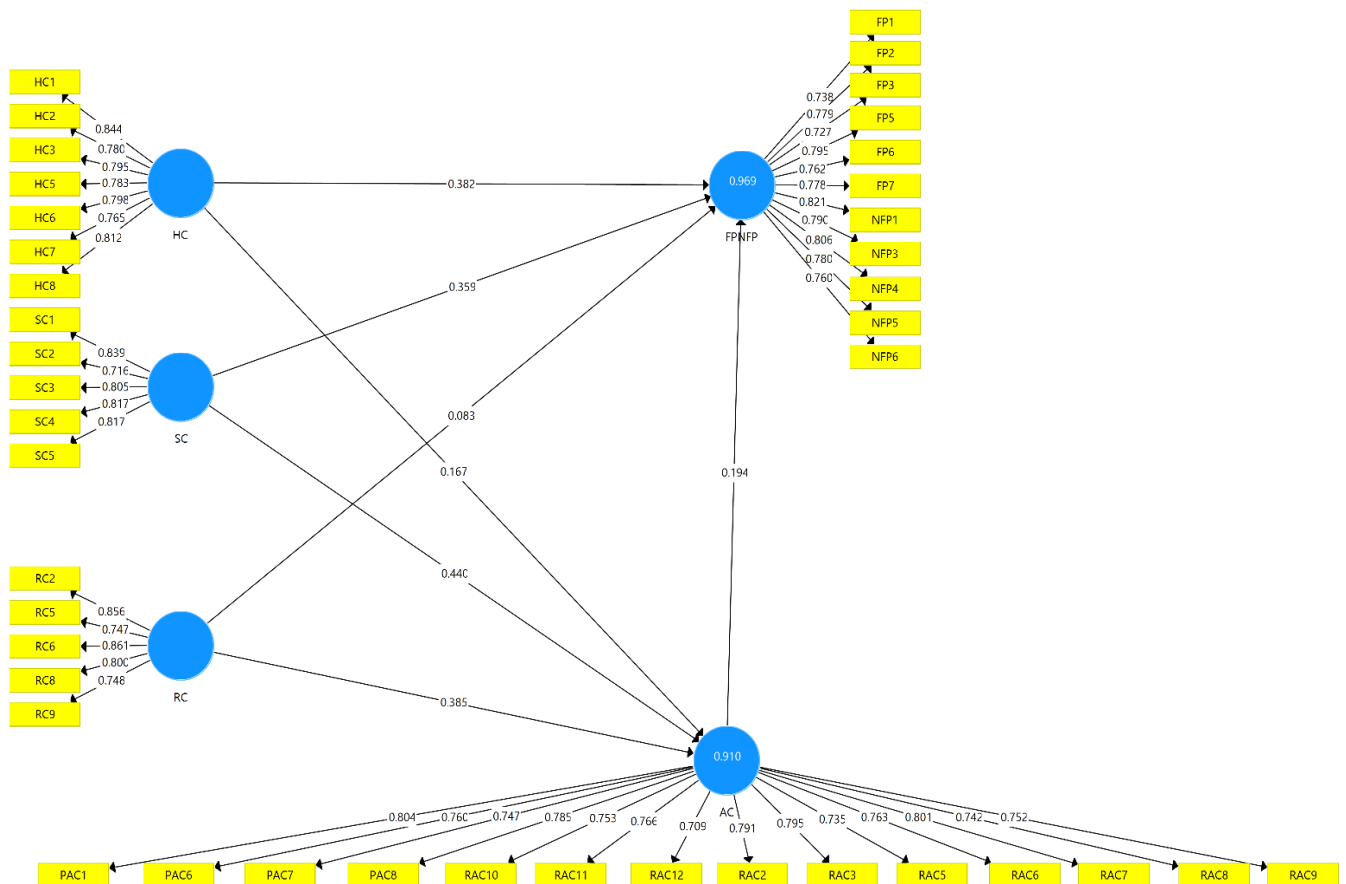 FP1
FP2
FP3
FP5
FP6
FP7
NFP1
NFP3
NFP4
NFP5
NFP6
0.738
0.779
0.727
0.795
0.762
0.778
0.821
0.790
0.806
0.780
0.760
HC1
HC2
HC3
HC5
HC6
HC7
HC8
0.844
0.780
0.795
0.783
0.798
0.765
0.812
HC
0.382
0.969
FPNFP
SC1
SC2
SC3
SC4
SC5
0.839
0.716
0.805
0.817
0.817
SC
0.359
0.083
0.167
0.194
0.440
RC2
RC5
RC6
RC8
RC9
0.856
0.747
0.861
0.800
0.748
RC
0.385
0.910
AC
0.804
0.760
0.747
0.785
0.753
0.766
0.709
0.791
0.795
0.735
0.763
0.801
0.742
0.752
PAC1
PAC6
PAC7
PAC8
RAC10
RAC11
RAC12
RAC2
RAC3
RAC5
RAC6
RAC7
RAC8
RAC9